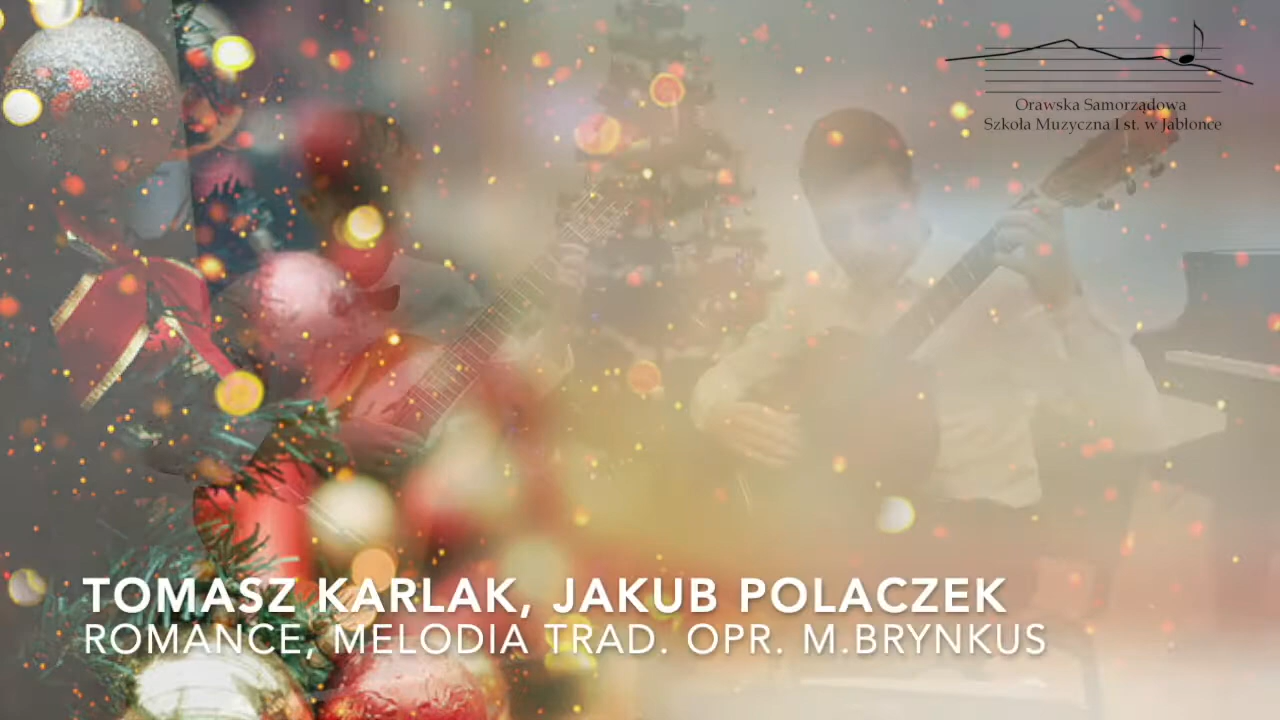 Orawska Samorządowa
Szkoła Muzyczna I st. w Jabłonce
TOMASZ KARLAK, JAKUB POLACZEK
ROMANCE, MELODIA TRAD. OPR. M.BRYNKUS